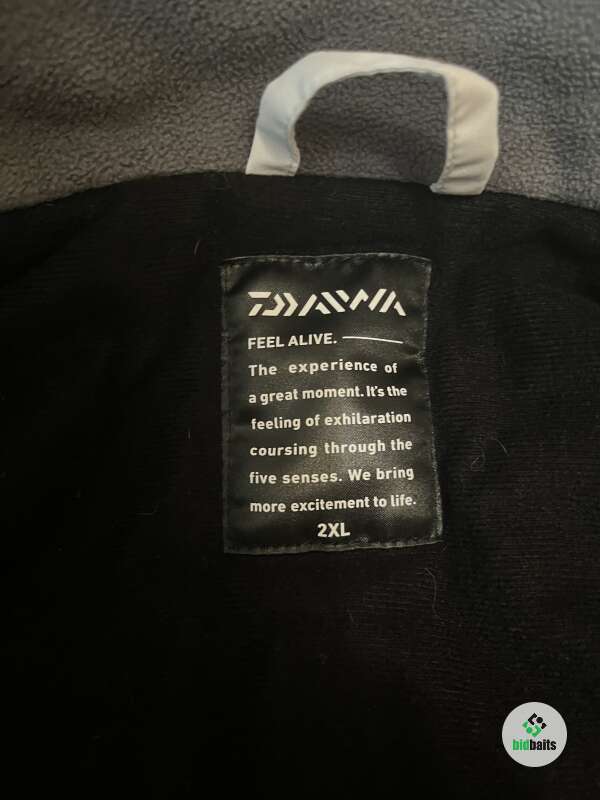 DAIWA
FEEL ALIVE.
The experience of
a great moment. It's the
feeling of exhilaration
coursing through the
five senses. We bring
more excitement to life.
2XL
bidbaits